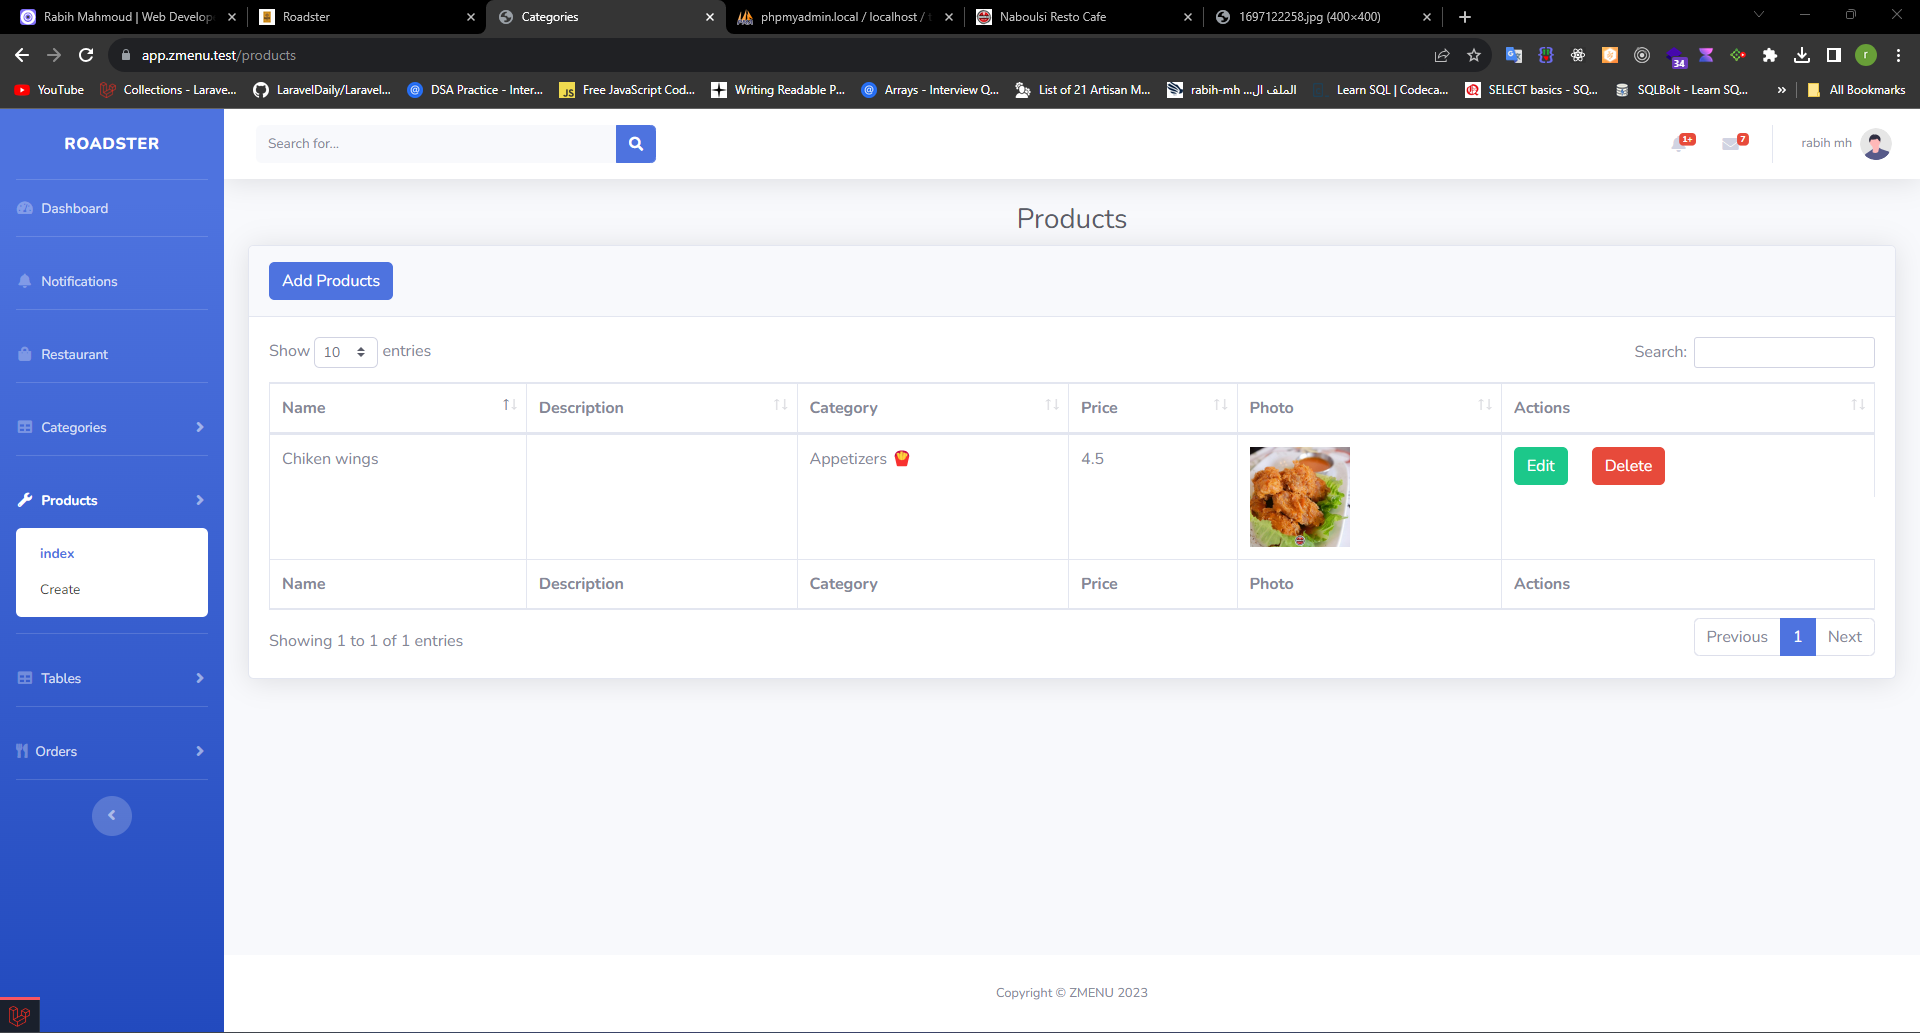 Rabih Mahmoud | Web Develop
Roadster
Categories
phpmyadmin.local / localhost /
Naboulsi Resto Cafe
1697122258.jpg (400×400)
app.zmenu.test/products
34
r
YouTube
Collections - Larave...
LaravelDaily/Laravel...
DSA Practice - Inter...
JS
Free JavaScript Cod...
Writing Readable P...
Arrays - Interview Q...
List of 21 Artisan M...
rabih-mh ...الملف ال
Learn SQL | Codeca...
SELECT basics - SQ...
SQLBolt - Learn SQ...
»
All Bookmarks
ROADSTER
Search for...
1+
7
rabih mh
Dashboard
Notifications
Restaurant
Categories
Products
index
Create
Tables
Orders
Products
Add Products
Show 10 entries
Search:
Name Description Category Price Photo Actions
Chiken wings Appetizers 🍟 4.5 Edit Delete
Name Description Category Price Photo Actions
Showing 1 to 1 of 1 entries
Previous 1 Next
Copyright © ZMENU 2023